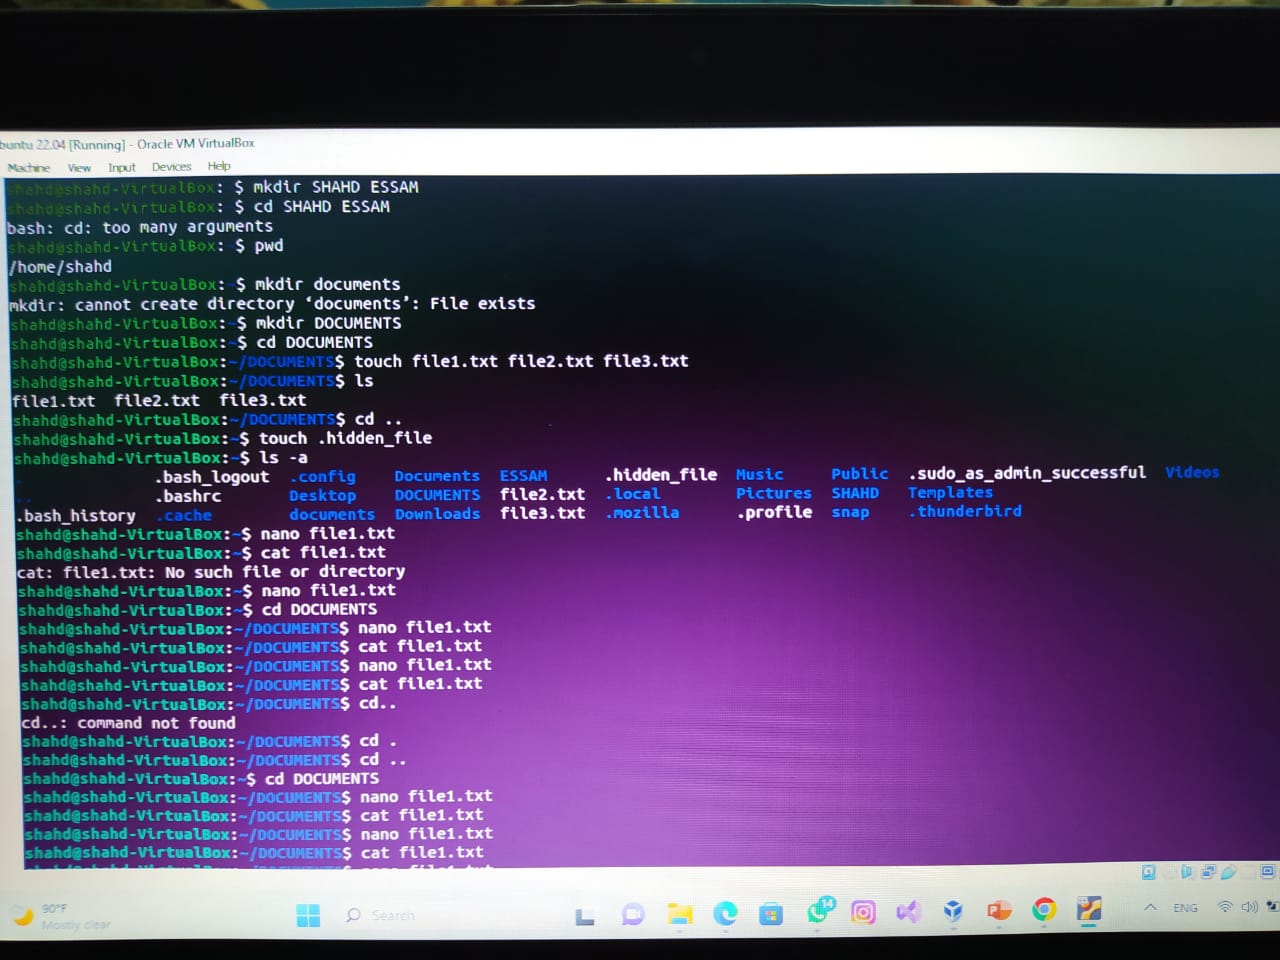 buntu 22.04 [Running] - Oracle VM VirtualBox
Machine View Input Devices Help
shahd@shahd-VirtualBox: $ mkdir SHAHD ESSAM
shahd@shahd-VirtualBox: $ cd SHAHD ESSAM
bash: cd: too many arguments
shahd@shahd-VirtualBox:~$ pwd
/home/shahd
shahd@shahd-VirtualBox:~$ mkdir documents
mkdir: cannot create directory ‘documents’: File exists
shahd@shahd-VirtualBox:~$ mkdir DOCUMENTS
shahd@shahd-VirtualBox:~$ cd DOCUMENTS
shahd@shahd-VirtualBox:~/DOCUMENTS$ touch file1.txt file2.txt file3.txt
shahd@shahd-VirtualBox:~/DOCUMENTS$ ls
file1.txt file2.txt file3.txt
shahd@shahd-VirtualBox:~/DOCUMENTS$ cd ..
shahd@shahd-VirtualBox:~$ touch .hidden_file
shahd@shahd-VirtualBox:~$ ls -a
. .bash_logout .config Documents ESSAM .hidden_file Music Public .sudo_as_admin_successful Videos
.. .bashrc Desktop DOCUMENTS file2.txt .local Pictures SHAHD Templates
.bash_history .cache documents Downloads file3.txt .mozilla .profile snap .thunderbird
shahd@shahd-VirtualBox:~$ nano file1.txt
shahd@shahd-VirtualBox:~$ cat file1.txt
cat: file1.txt: No such file or directory
shahd@shahd-VirtualBox:~$ nano file1.txt
shahd@shahd-VirtualBox:~$ cd DOCUMENTS
shahd@shahd-VirtualBox:~/DOCUMENTS$ nano file1.txt
shahd@shahd-VirtualBox:~/DOCUMENTS$ cat file1.txt
shahd@shahd-VirtualBox:~/DOCUMENTS$ nano file1.txt
shahd@shahd-VirtualBox:~/DOCUMENTS$ cat file1.txt
shahd@shahd-VirtualBox:~/DOCUMENTS$ cd..
cd..: command not found
shahd@shahd-VirtualBox:~/DOCUMENTS$ cd .
shahd@shahd-VirtualBox:~/DOCUMENTS$ cd ..
shahd@shahd-VirtualBox:~$ cd DOCUMENTS
shahd@shahd-VirtualBox:~/DOCUMENTS$ nano file1.txt
shahd@shahd-VirtualBox:~/DOCUMENTS$ cat file1.txt
shahd@shahd-VirtualBox:~/DOCUMENTS$ nano file1.txt
shahd@shahd-VirtualBox:~/DOCUMENTS$ cat file1.txt
90°F
Mostly clear
Search
14
ENG